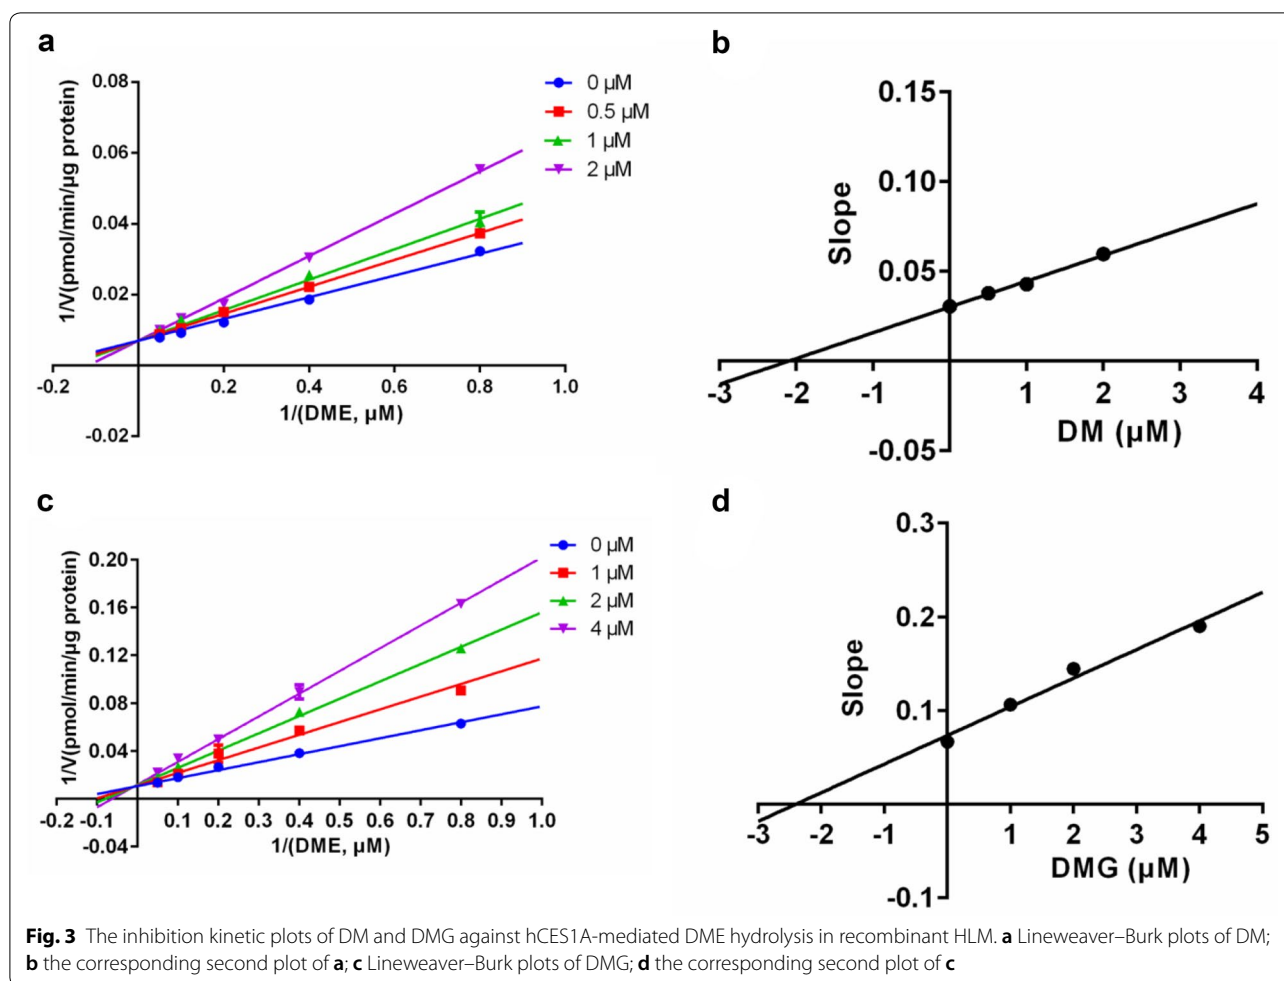 a
0.08
0.06
0.04
0.02
-0.02
-0.2
0.2
0.4
0.6
0.8
1.0
1/V(pmol/min/µg protein)
1/(DME, µM)
0 µM
0.5 µM
1 µM
2 µM
b
0.15
0.10
0.05
-0.05
Slope
-3 -2 -1 1 2 3 4
DM (µM)
c
0.20
0.16
0.12
0.08
0.04
-0.04
1/V(pmol/min/µg protein)
-0.2 -0.1 0.1 0.2 0.3 0.4 0.5 0.6 0.7 0.8 0.9 1.0
1/(DME, µM)
0 µM
1 µM
2 µM
4 µM
d
0.3
0.2
0.1
-0.1
Slope
-3 -2 -1 1 2 3 4 5
DMG (µM)
Fig. 3 The inhibition kinetic plots of DM and DMG against hCES1A-mediated DME hydrolysis in recombinant HLM. a Lineweaver–Burk plots of DM;
b the corresponding second plot of a; c Lineweaver–Burk plots of DMG; d the corresponding second plot of c